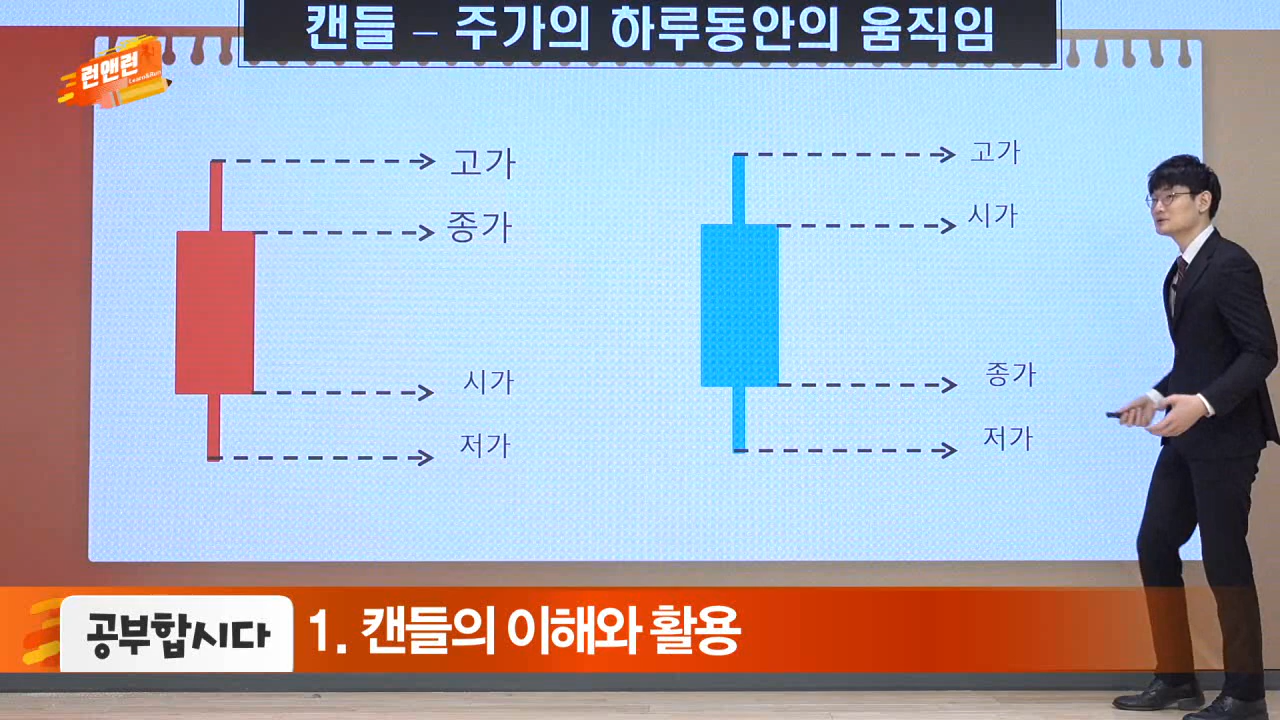 캔들 – 주가의 하루동안의 움직임
런앤런
Learn&Run
고가
종가
시가
저가
고가
시가
종가
저가
공부합시다
1. 캔들의 이해와 활용